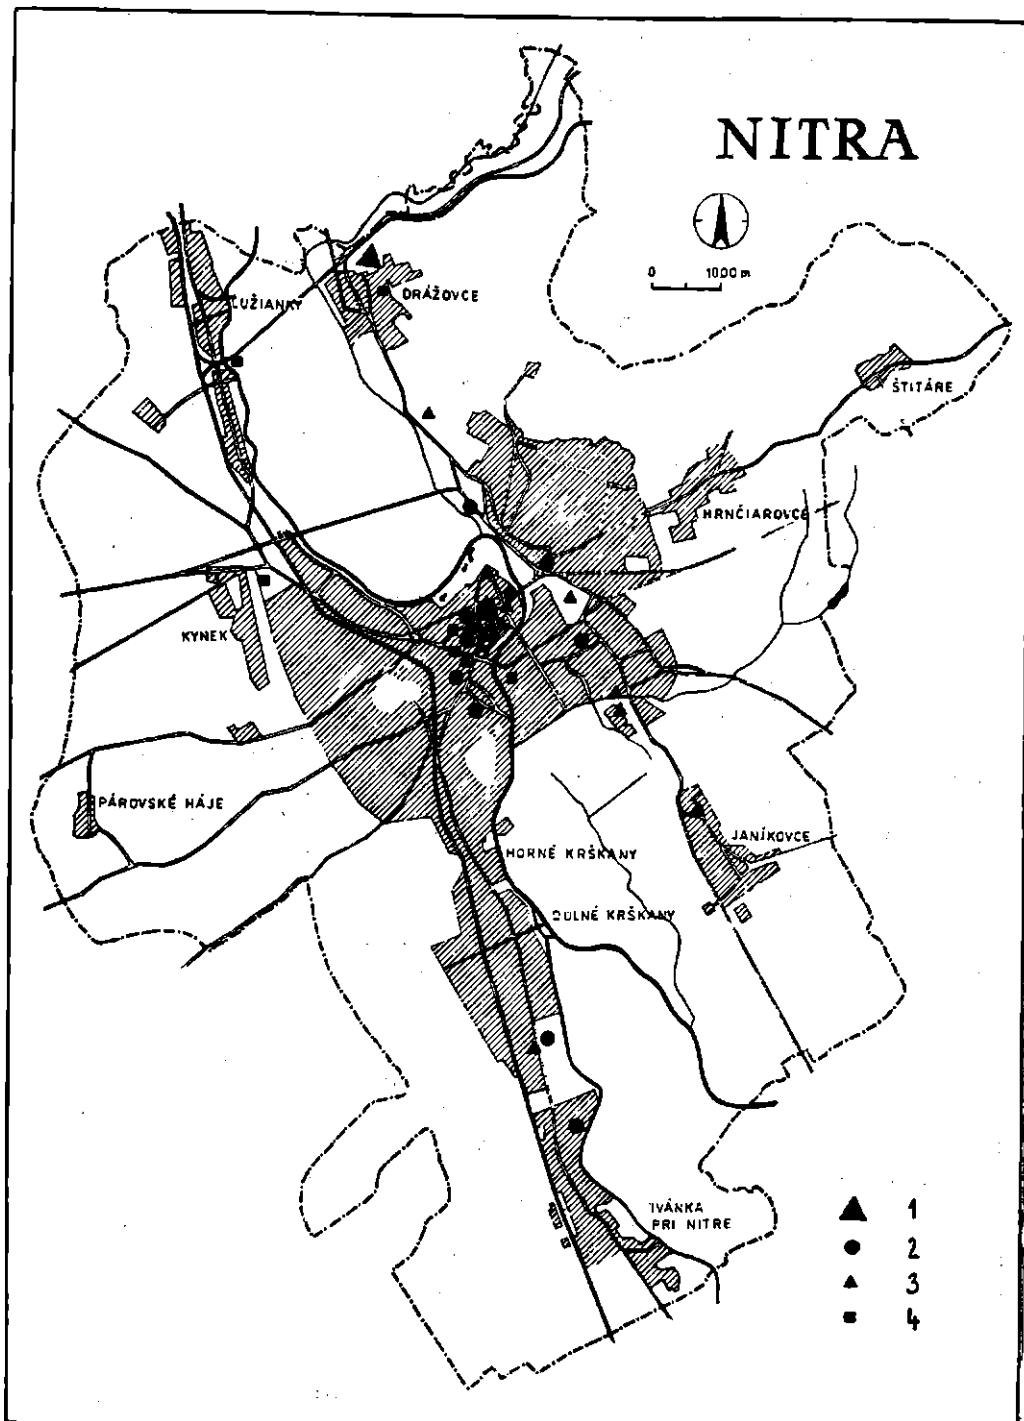 NITRA
0 1000 m
LUŽIANKY
DRÁŽOVCE
ŠTITÁRE
HRNČIAROVCE
KYNEK
PÁROVSKÉ HÁJE
JANÍKOVCE
HORNÉ KRŠKANY
DOLNÉ KRŠKANY
IVÁNKA
PRI NITRE
1
2
3
4